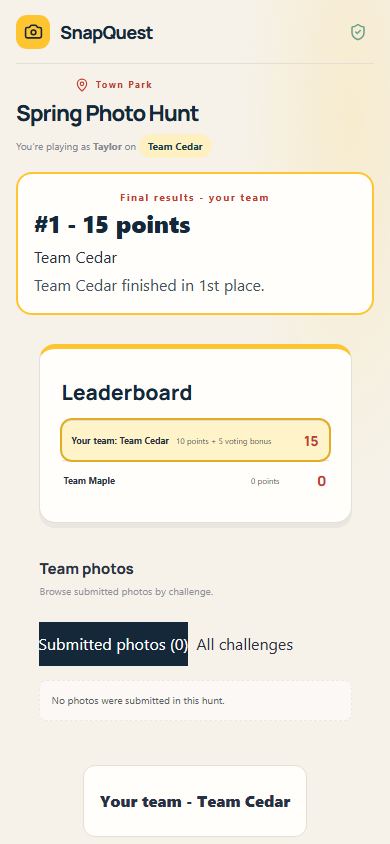 SnapQuest
Town Park
Spring Photo Hunt
You're playing as Taylor on Team Cedar
Final results - your team
#1 - 15 points
Team Cedar
Team Cedar finished in 1st place.
Leaderboard
Your team: Team Cedar 10 points + 5 voting bonus 15
Team Maple 0 points 0
Team photos
Browse submitted photos by challenge.
Submitted photos (0) All challenges
No photos were submitted in this hunt.
Your team - Team Cedar